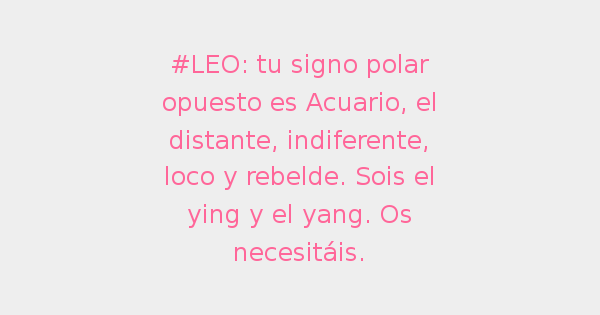 #LEO: tu signo polar
opuesto es Acuario, el
distante, indiferente,
loco y rebelde. Sois el
ying y el yang. Os
necesitáis.